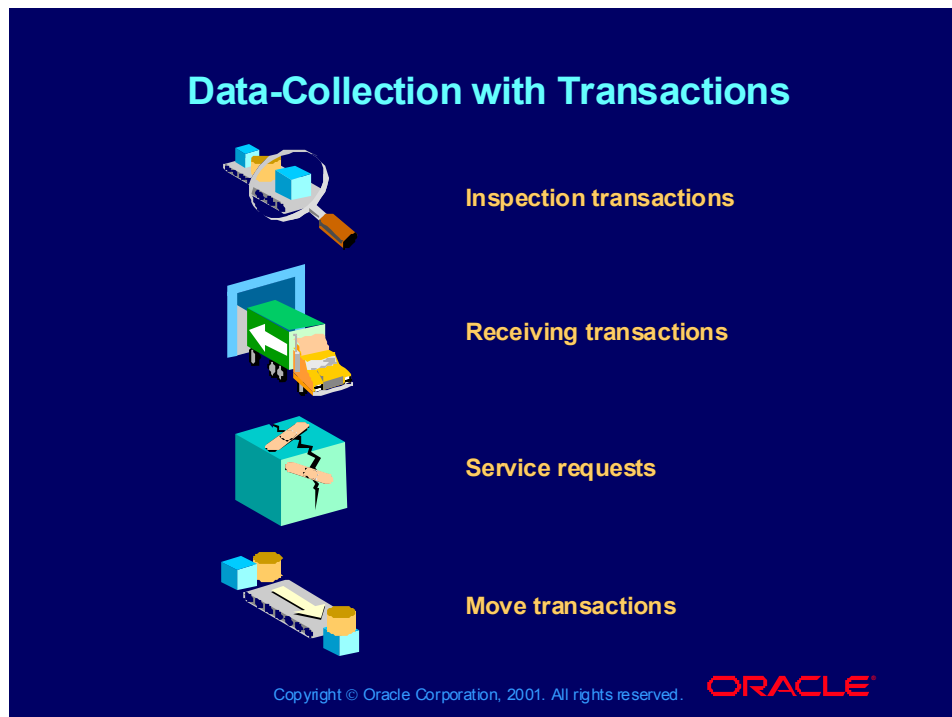 Data-Collection with Transactions
Inspection transactions
Receiving transactions
Service requests
Move transactions
Copyright © Oracle Corporation, 2001. All rights reserved.
ORACLE®